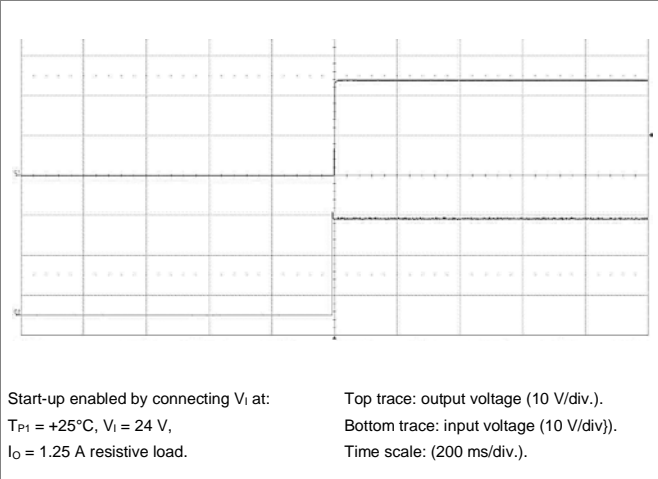 Start-up enabled by connecting VI at:
TP1 = +25°C, VI = 24 V,
IO = 1.25 A resistive load.
Top trace: output voltage (10 V/div.).
Bottom trace: input voltage (10 V/div}).
Time scale: (200 ms/div.).